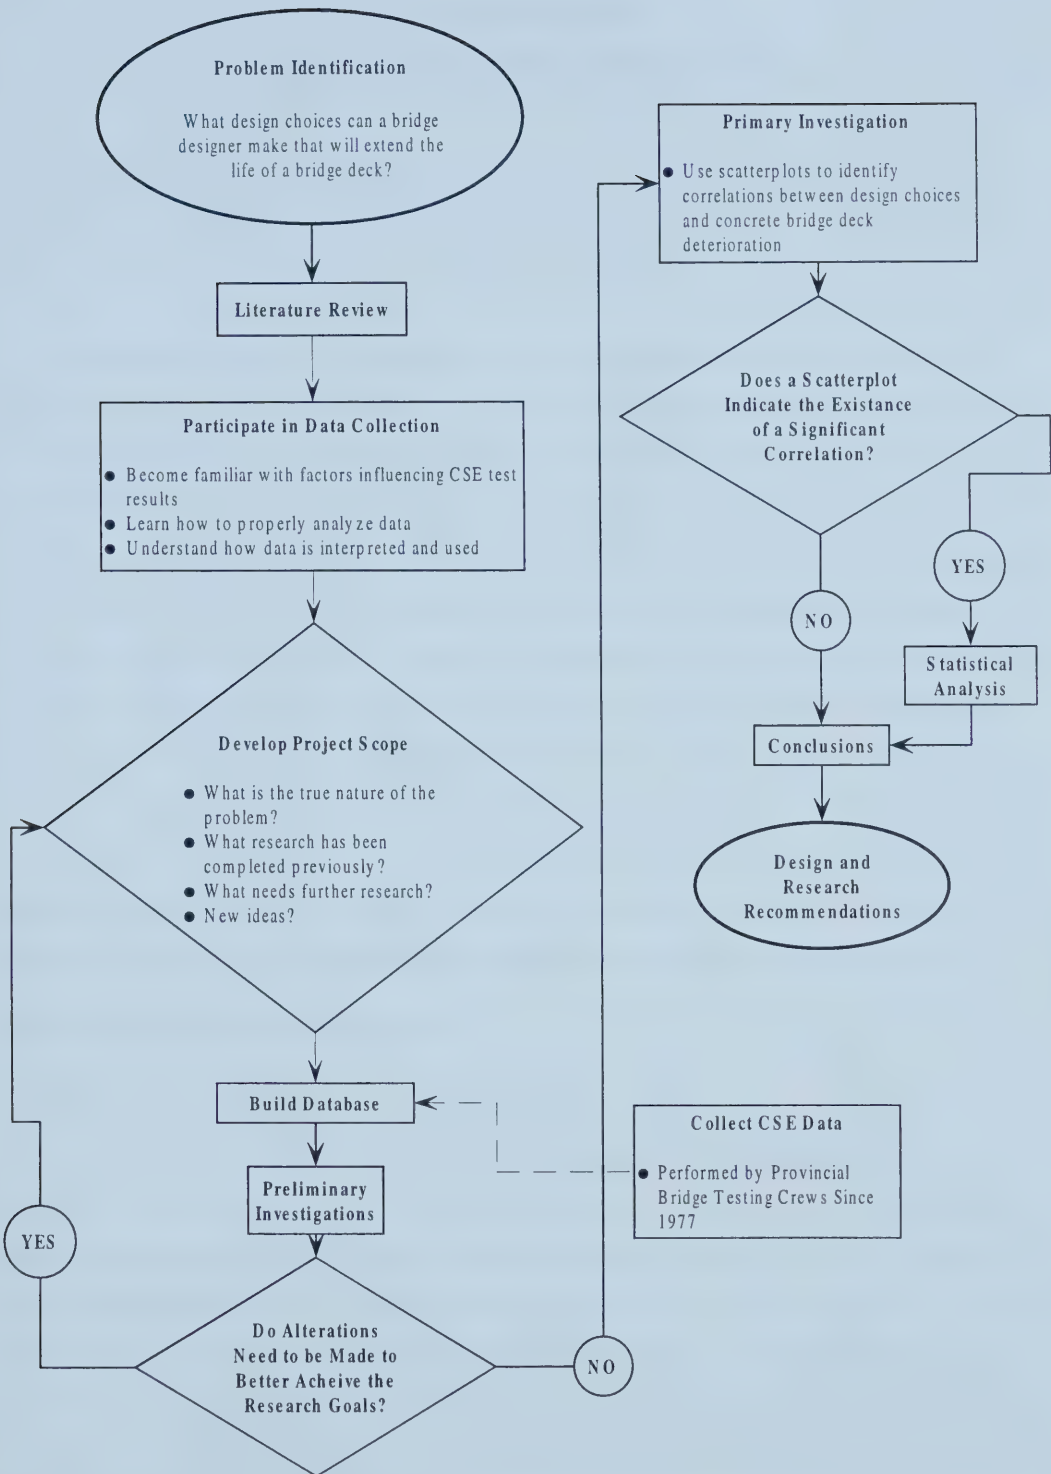 Problem Identification
What design choices can a bridge
designer make that will extend the
life of a bridge deck?
Literature Review
Participate in Data Collection
● Become familiar with factors influencing CSE test
results
● Learn how to properly analyze data
● Understand how data is interpreted and used
Develop Project Scope
● What is the true nature of the
problem?
● What research has been
completed previously?
● What needs further research?
● New ideas?
Build Database
Preliminary
Investigations
YES
Do Alterations
Need to be Made to
Better Acheive the
Research Goals?
NO
Collect CSE Data
● Performed by Provincial
Bridge Testing Crews Since
1977
Primary Investigation
● Use scatterplots to identify
correlations between design choices
and concrete bridge deck
deterioration
Does a Scatterplot
Indicate the Existance
of a Significant
Correlation?
YES
NO
Statistical
Analysis
Conclusions
Design and
Research
Recommendations